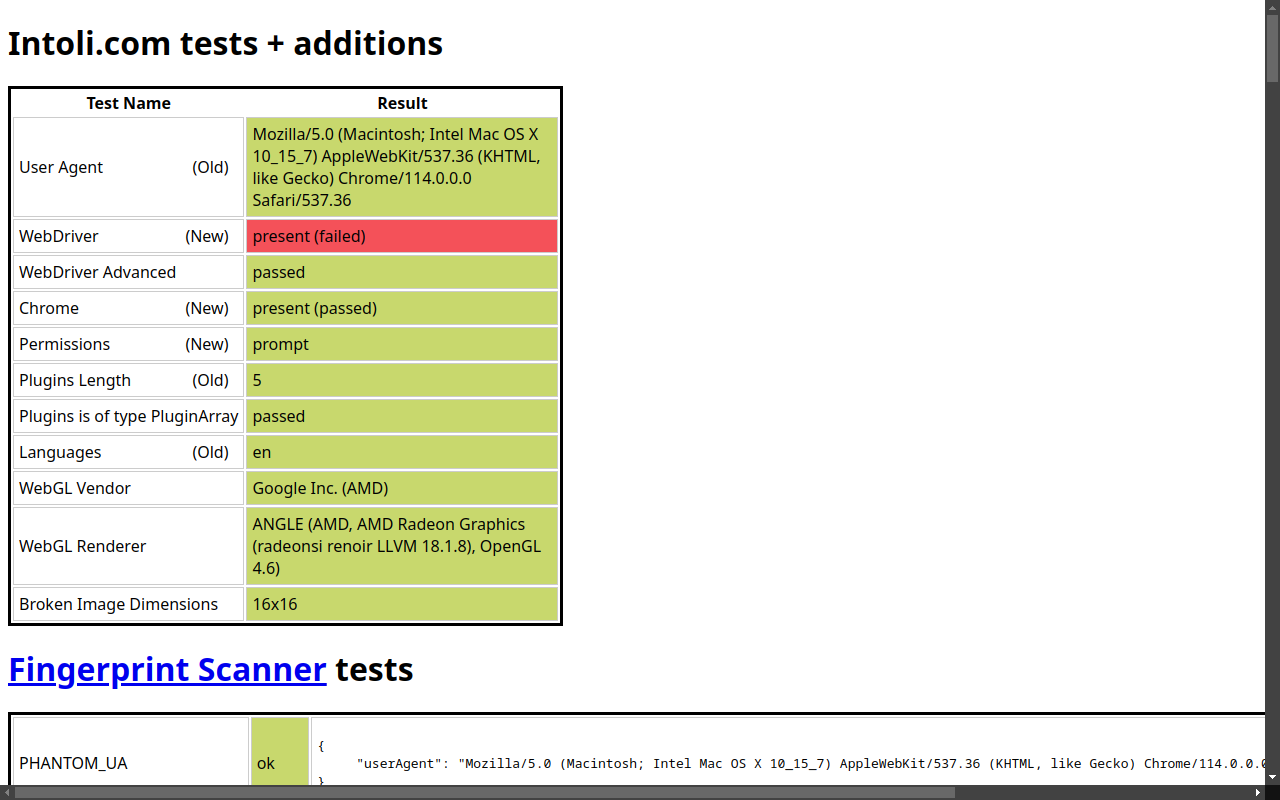 Intoli.com tests + additions
Test Name Result
User Agent (Old) Mozilla/5.0 (Macintosh; Intel Mac OS X
10_15_7) AppleWebKit/537.36 (KHTML,
like Gecko) Chrome/114.0.0.0
Safari/537.36
WebDriver (New) present (failed)
WebDriver Advanced passed
Chrome (New) present (passed)
Permissions (New) prompt
Plugins Length (Old) 5
Plugins is of type PluginArray passed
Languages (Old) en
WebGL Vendor Google Inc. (AMD)
WebGL Renderer ANGLE (AMD, AMD Radeon Graphics
(radeonsi renoir LLVM 18.1.8), OpenGL
4.6)
Broken Image Dimensions 16x16
Fingerprint Scanner tests
PHANTOM_UA ok {
"userAgent": "Mozilla/5.0 (Macintosh; Intel Mac OS X 10_15_7) AppleWebKit/537.36 (KHTML, like Gecko) Chrome/114.0.0.0
}